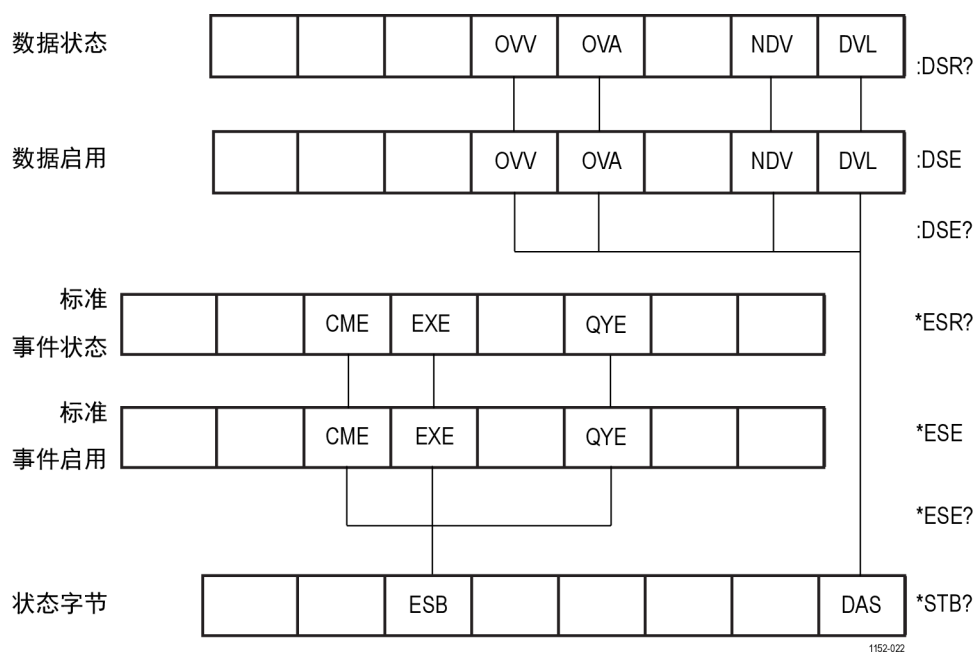 数据状态 OVV OVA NDV DVL :DSR?
数据启用 OVV OVA NDV DVL :DSE
:DSE?
标准
事件状态 CME EXE QYE *ESR?
标准
事件启用 CME EXE QYE *ESE
*ESE?
状态字节 ESB DAS *STB?
1152-022